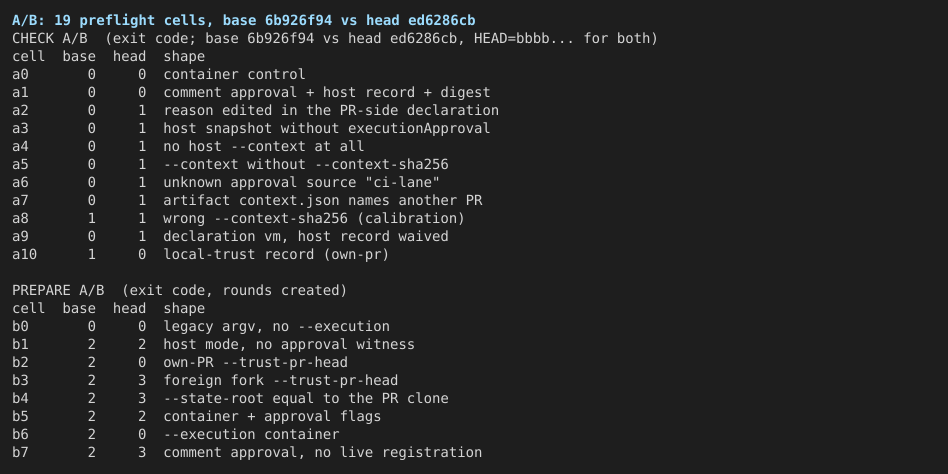 A/B: 19 preflight cells, base 6b926f94 vs head ed6286cb
CHECK A/B  (exit code; base 6b926f94 vs head ed6286cb, HEAD=bbbb... for both)
cell  base  head  shape
a0       0     0  container control
a1       0     0  comment approval + host record + digest
a2       0     1  reason edited in the PR-side declaration
a3       0     1  host snapshot without executionApproval
a4       0     1  no host --context at all
a5       0     1  --context without --context-sha256
a6       0     1  unknown approval source "ci-lane"
a7       0     1  artifact context.json names another PR
a8       1     1  wrong --context-sha256 (calibration)
a9       0     1  declaration vm, host record waived
a10      1     0  local-trust record (own-pr)

PREPARE A/B  (exit code, rounds created)
cell  base  head  shape
b0       0     0  legacy argv, no --execution
b1       2     2  host mode, no approval witness
b2       2     0  own-PR --trust-pr-head
b3       2     3  foreign fork --trust-pr-head
b4       2     3  --state-root equal to the PR clone
b5       2     2  container + approval flags
b6       2     0  --execution container
b7       2     3  comment approval, no live registration